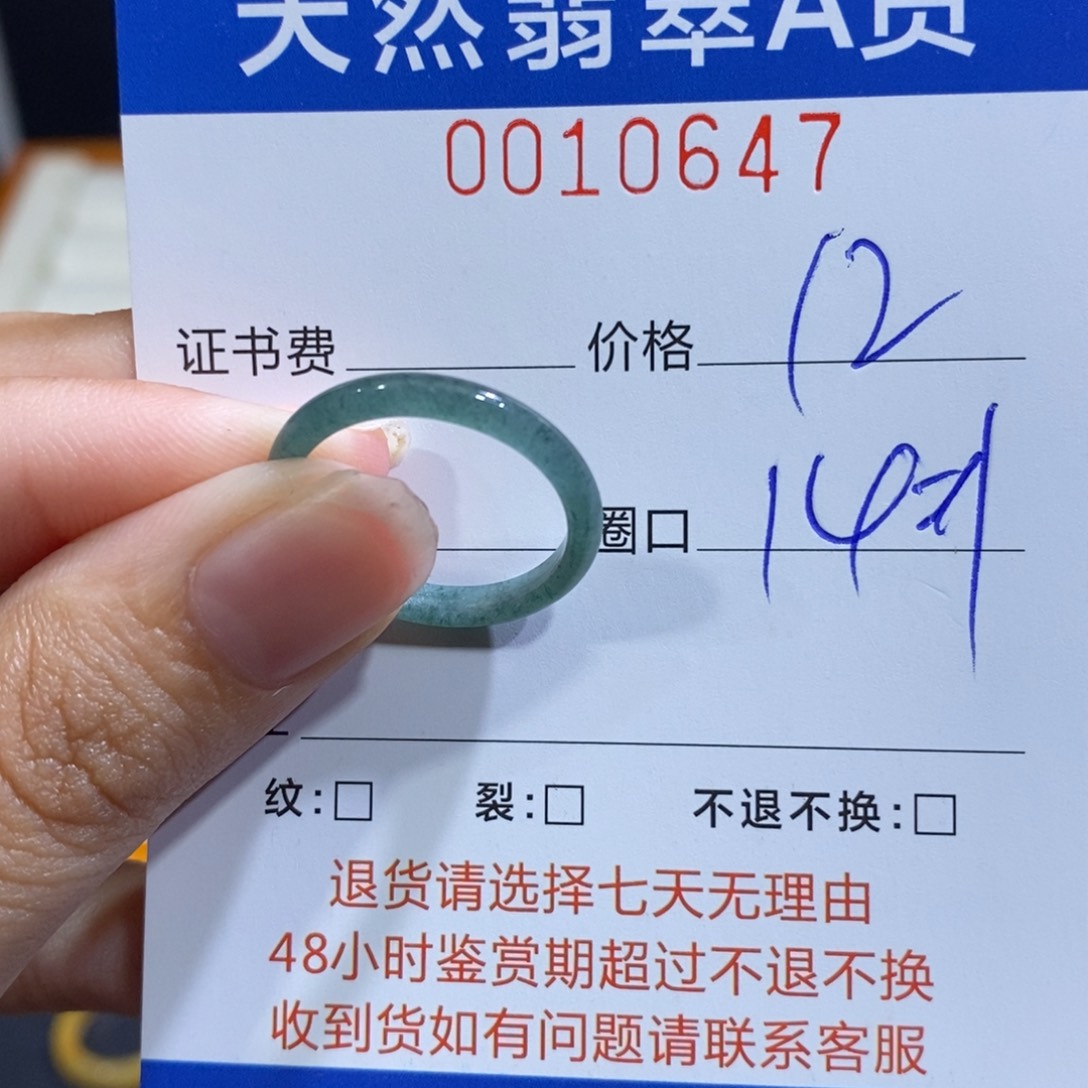 天然翡翠A货
0010647
证书费 价格 12
圈口 14
纹:□ 裂:□ 不退不换:□
退货请选择七天无理由
48小时鉴赏期超过不退不换
收到货如有问题请联系客服